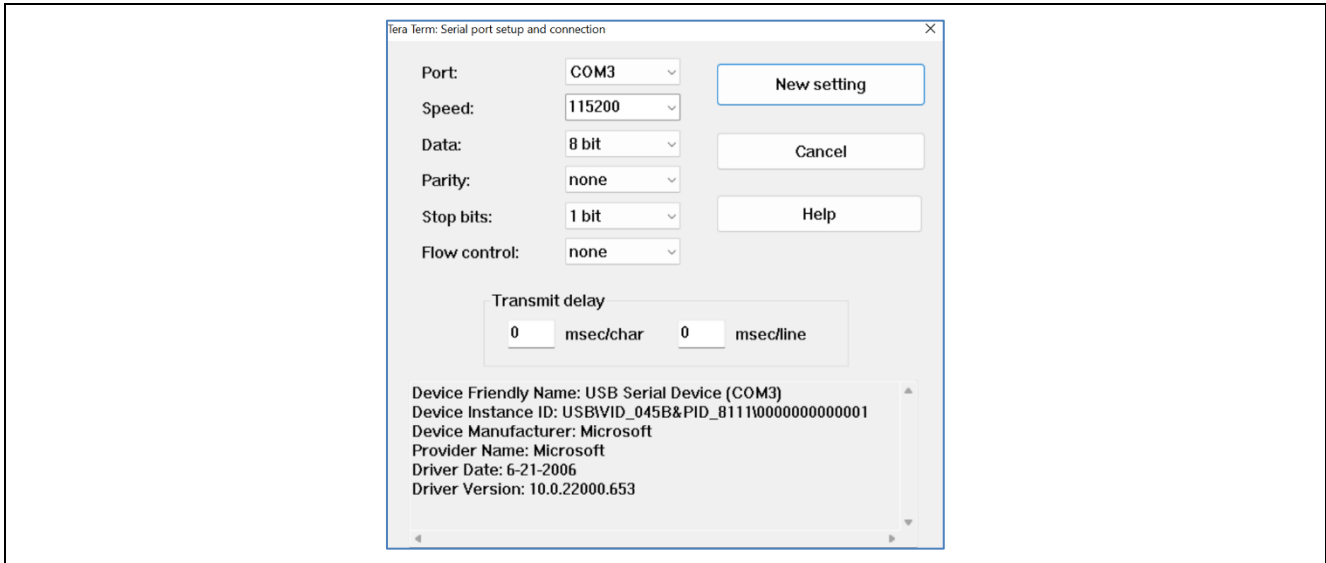 Tera Term: Serial port setup and connection
Port: COM3 New setting
Speed: 115200
Data: 8 bit Cancel
Parity: none
Stop bits: 1 bit Help
Flow control: none
Transmit delay
0 msec/char 0 msec/line
Device Friendly Name: USB Serial Device (COM3)
Device Instance ID: USB\VID_045B&PID_8111\0000000000001
Device Manufacturer: Microsoft
Provider Name: Microsoft
Driver Date: 6-21-2006
Driver Version: 10.0.22000.653